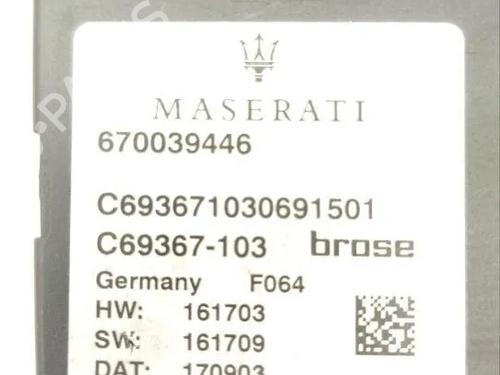 MASERATI
670039446
C693671030691501
C69367-103 brose
Germany F064
HW: 161703
SW: 161709
DAT: 170903